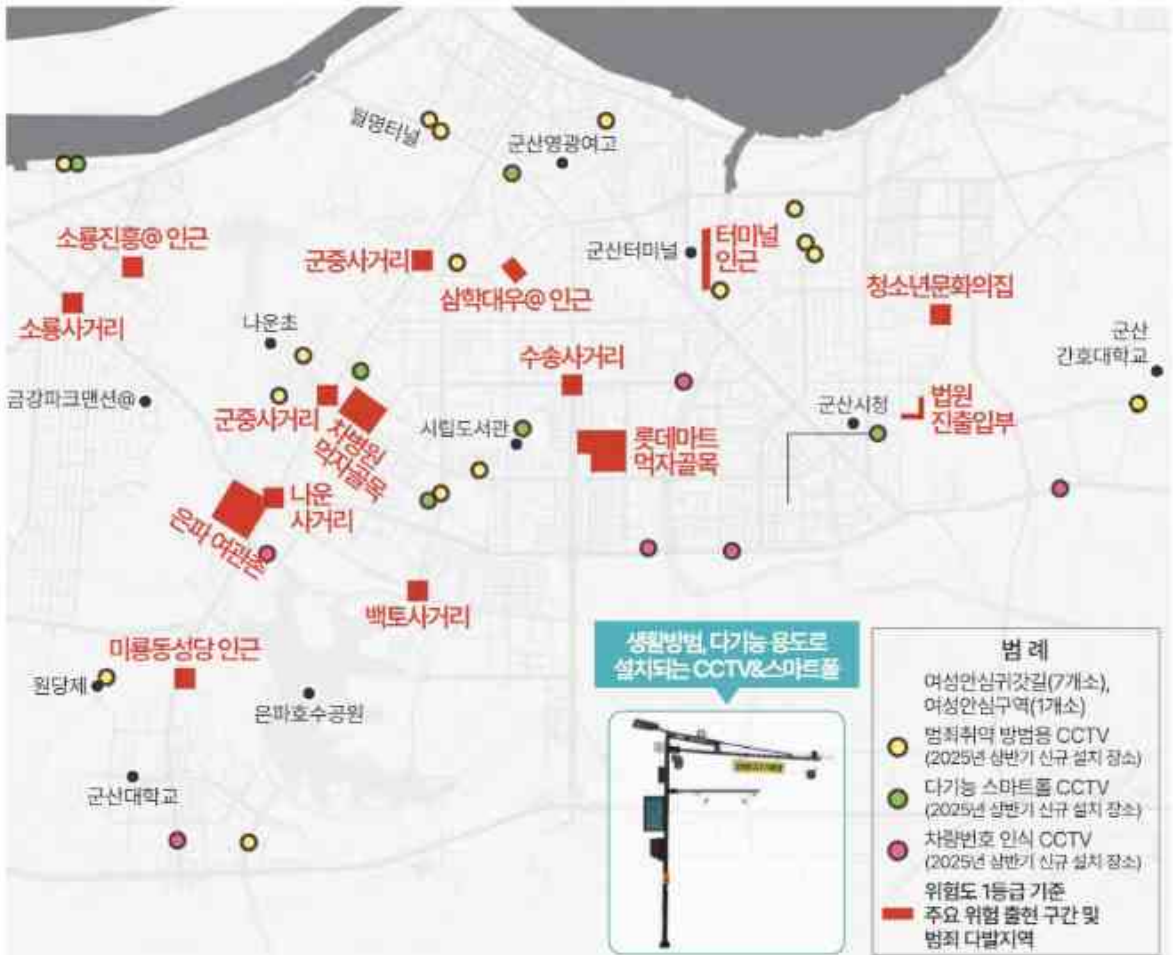 월명터널
군산영광여고
소룡진흥@ 인근
군중사거리
삼학대우@ 인근
군산터미널
터미널
인근
청소년문화의집
소룡사거리
나운초
수송사거리
군산
간호대학교
금강파크맨션@
군중사거리
차병원
먹자골목
시립도서관
롯데마트
먹자골목
군산시청
법원
진출입부
나운
사거리
은파 여관촌
백토사거리
미룡동성당 인근
원당제
은파호수공원
군산대학교
생활방범, 다기능 용도로
설치되는 CCTV&스마트폴
범 례
여성안심귀갓길(7개소),
여성안심구역(1개소)
범죄취약 방범용 CCTV
(2025년 상반기 신규 설치 장소)
다기능 스마트폴 CCTV
(2025년 상반기 신규 설치 장소)
차량번호 인식 CCTV
(2025년 상반기 신규 설치 장소)
위험도 1등급 기준
주요 위험 출현 구간 및
범죄 다발지역